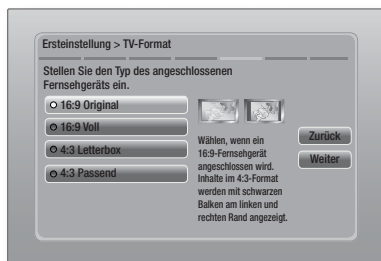 Ersteinstellung > TV-Format
Stellen Sie den Typ des angeschlossenen
Fernsehgeräts ein.
16:9 Original
16:9 Voll
4:3 Letterbox
4:3 Passend
Wählen, wenn ein
16:9-Fernsehgerät
angeschlossen wird.
Inhalte im 4:3-Format
werden mit schwarzen
Balken am linken und
rechten Rand angezeigt.
Zurück
Weiter